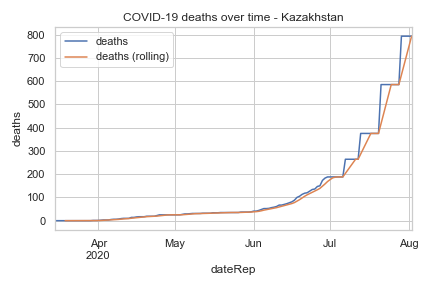 COVID-19 deaths over time - Kazakhstan
deaths
deaths (rolling)
800
700
600
500
400
300
200
100
0
deaths
Apr
2020
May
Jun
Jul
Aug
dateRep